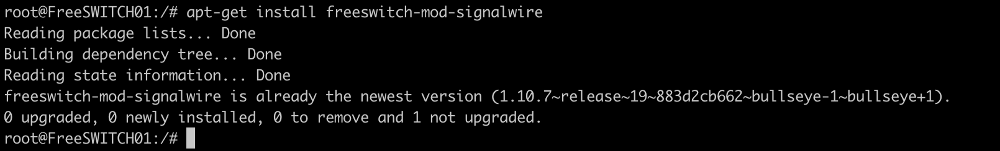 root@FreeSWITCH01:/# apt-get install freeswitch-mod-signalwire
Reading package lists... Done
Building dependency tree... Done
Reading state information... Done
freeswitch-mod-signalwire is already the newest version (1.10.7~release~19~883d2cb662~bullseye-1~bullseye+1).
0 upgraded, 0 newly installed, 0 to remove and 1 not upgraded.
root@FreeSWITCH01:/#